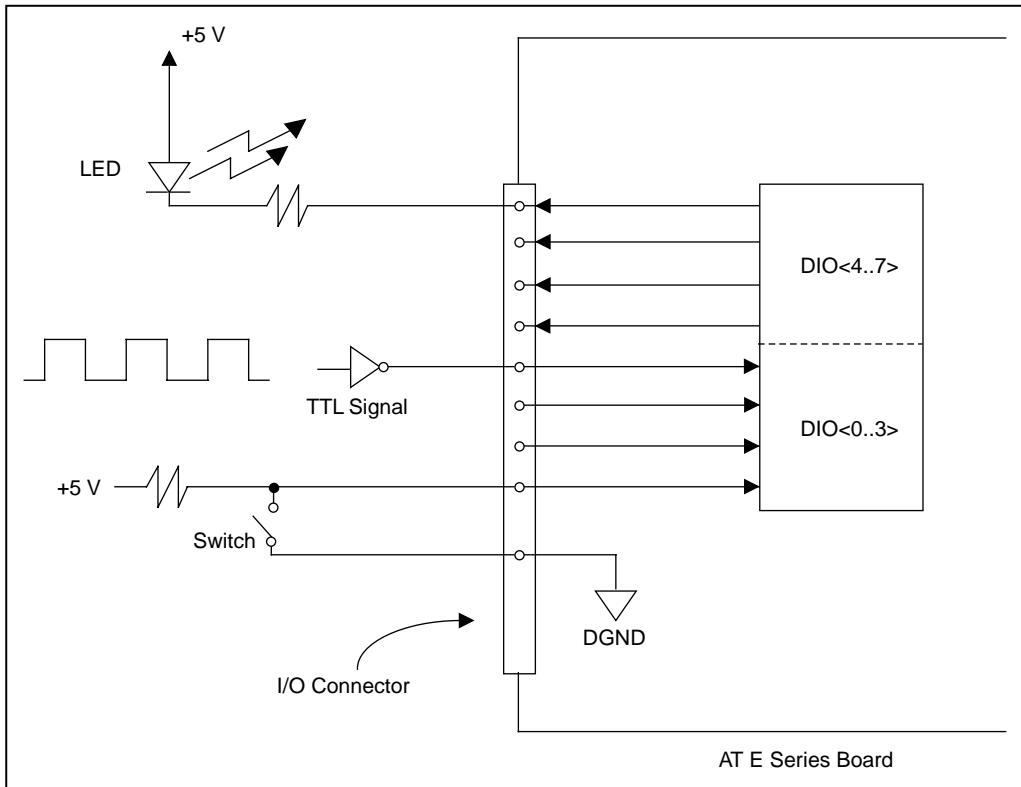 +5 V
LED
DIO<4..7>
TTL Signal
DIO<0..3>
+5 V
Switch
DGND
I/O Connector
AT E Series Board